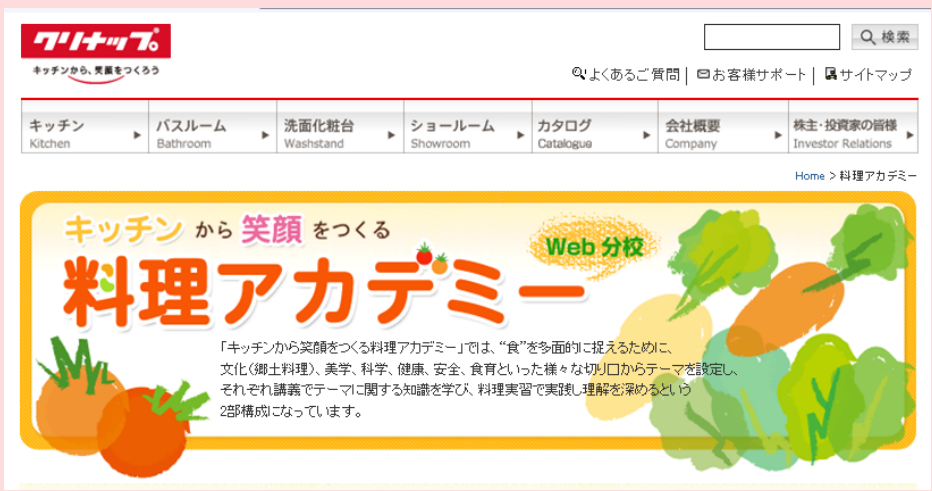 クリナップ
キッチンから、笑顔をつくろう
検索
よくあるご質問 | お客様サポート | サイトマップ
キッチン バスルーム 洗面化粧台 ショールーム カタログ 会社概要 株主・投資家の皆様
Kitchen Bathroom Washstand Showroom Catalogue Company Investor Relations
Home > 料理アカデミー
キッチンから笑顔をつくる
Web 分校
料理アカデミー
「キッチンから笑顔をつくる料理アカデミー」では、“食”を多面的に捉えるために、
文化(郷土料理)、美学、科学、健康、安全、食育といった様々な切り口からテーマを設定し、
それぞれ講義でテーマに関する知識を学び、料理実習で実践し理解を深めるという
2部構成になっています。